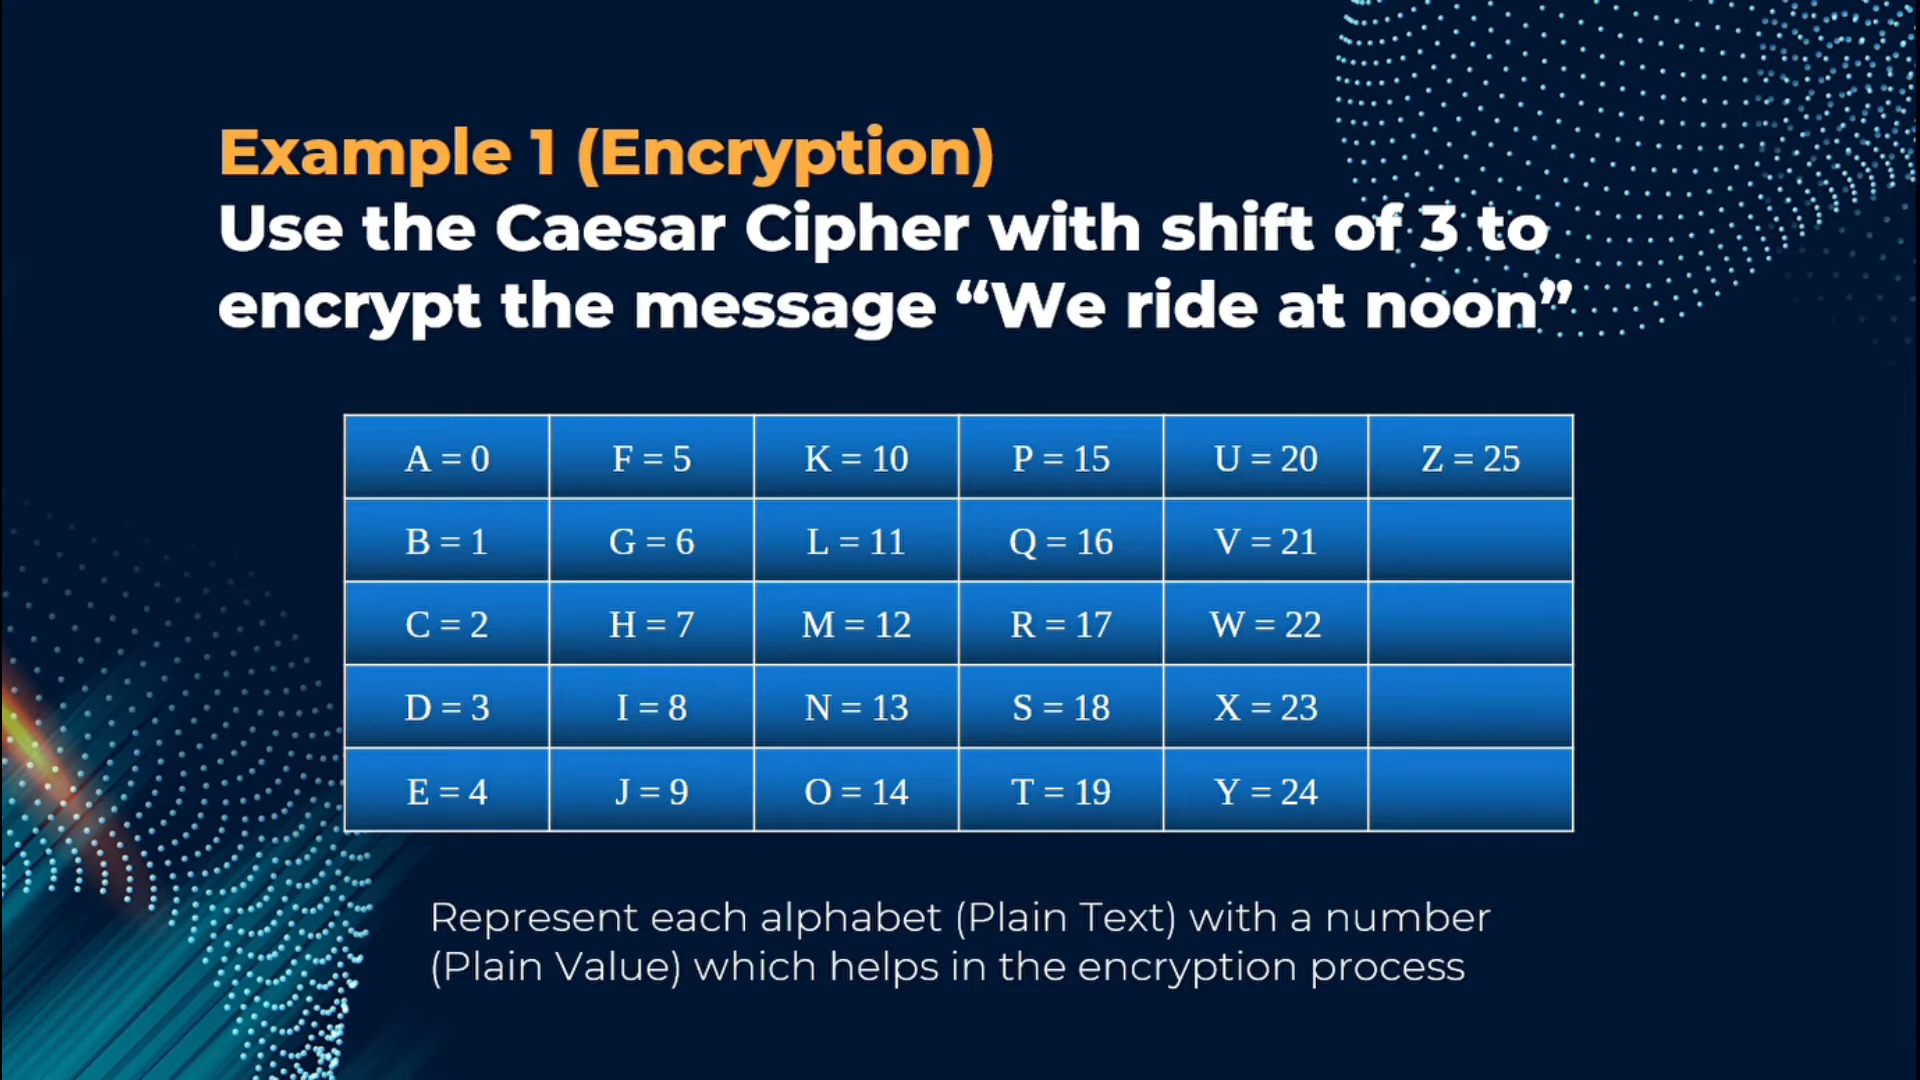 Example 1 (Encryption)
Use the Caesar Cipher with shift of 3 to
encrypt the message “We ride at noon”
A = 0 F = 5 K = 10 P = 15 U = 20 Z = 25
B = 1 G = 6 L = 11 Q = 16 V = 21
C = 2 H = 7 M = 12 R = 17 W = 22
D = 3 I = 8 N = 13 S = 18 X = 23
E = 4 J = 9 O = 14 T = 19 Y = 24
Represent each alphabet (Plain Text) with a number
(Plain Value) which helps in the encryption process